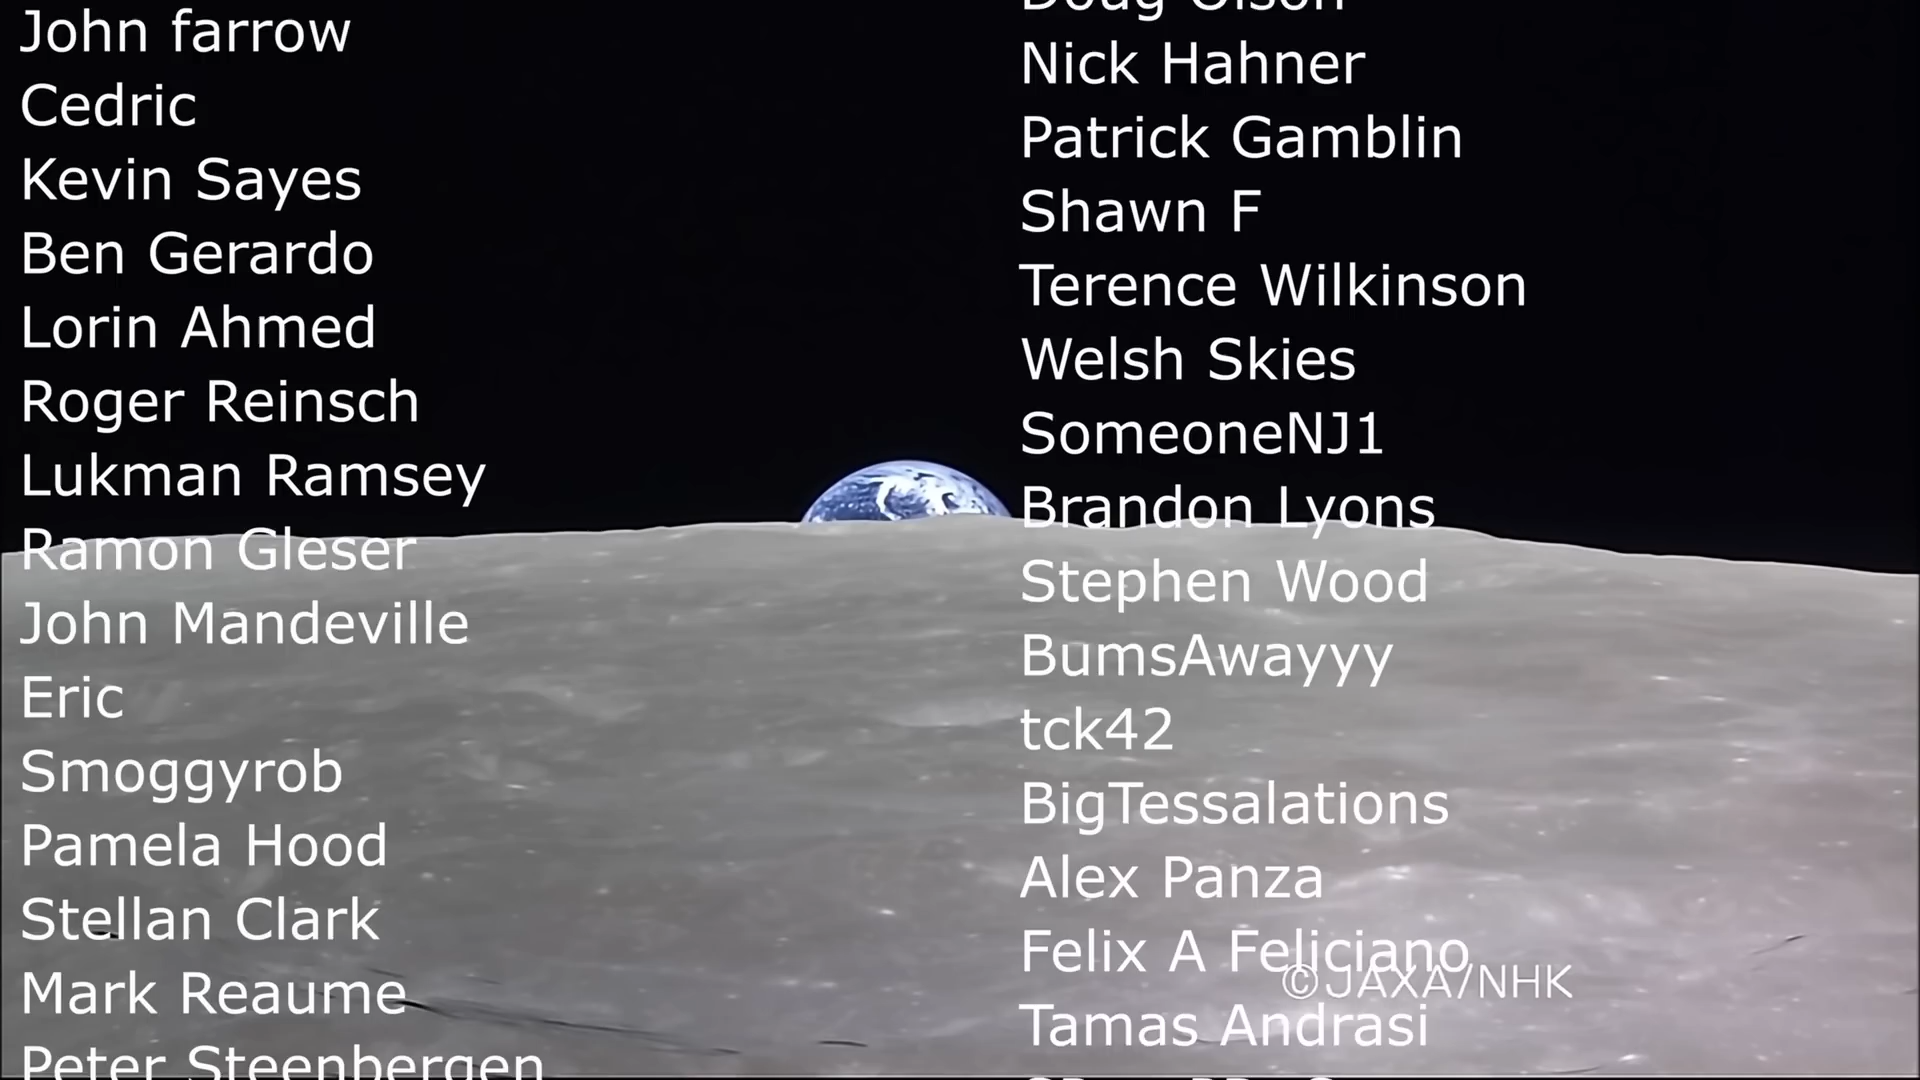 John farrow
Cedric
Kevin Sayes
Ben Gerardo
Lorin Ahmed
Roger Reinsch
Lukman Ramsey
Ramon Gleser
John Mandeville
Eric
Smoggyrob
Pamela Hood
Stellan Clark
Mark Reaume
Peter Steenbergen
Doug Olson
Nick Hahner
Patrick Gamblin
Shawn F
Terence Wilkinson
Welsh Skies
SomeoneNJ1
Brandon Lyons
Stephen Wood
BumsAwayyy
tck42
BigTessalations
Alex Panza
Felix A Feliciano
©JAXA/NHK
Tamas Andrasi